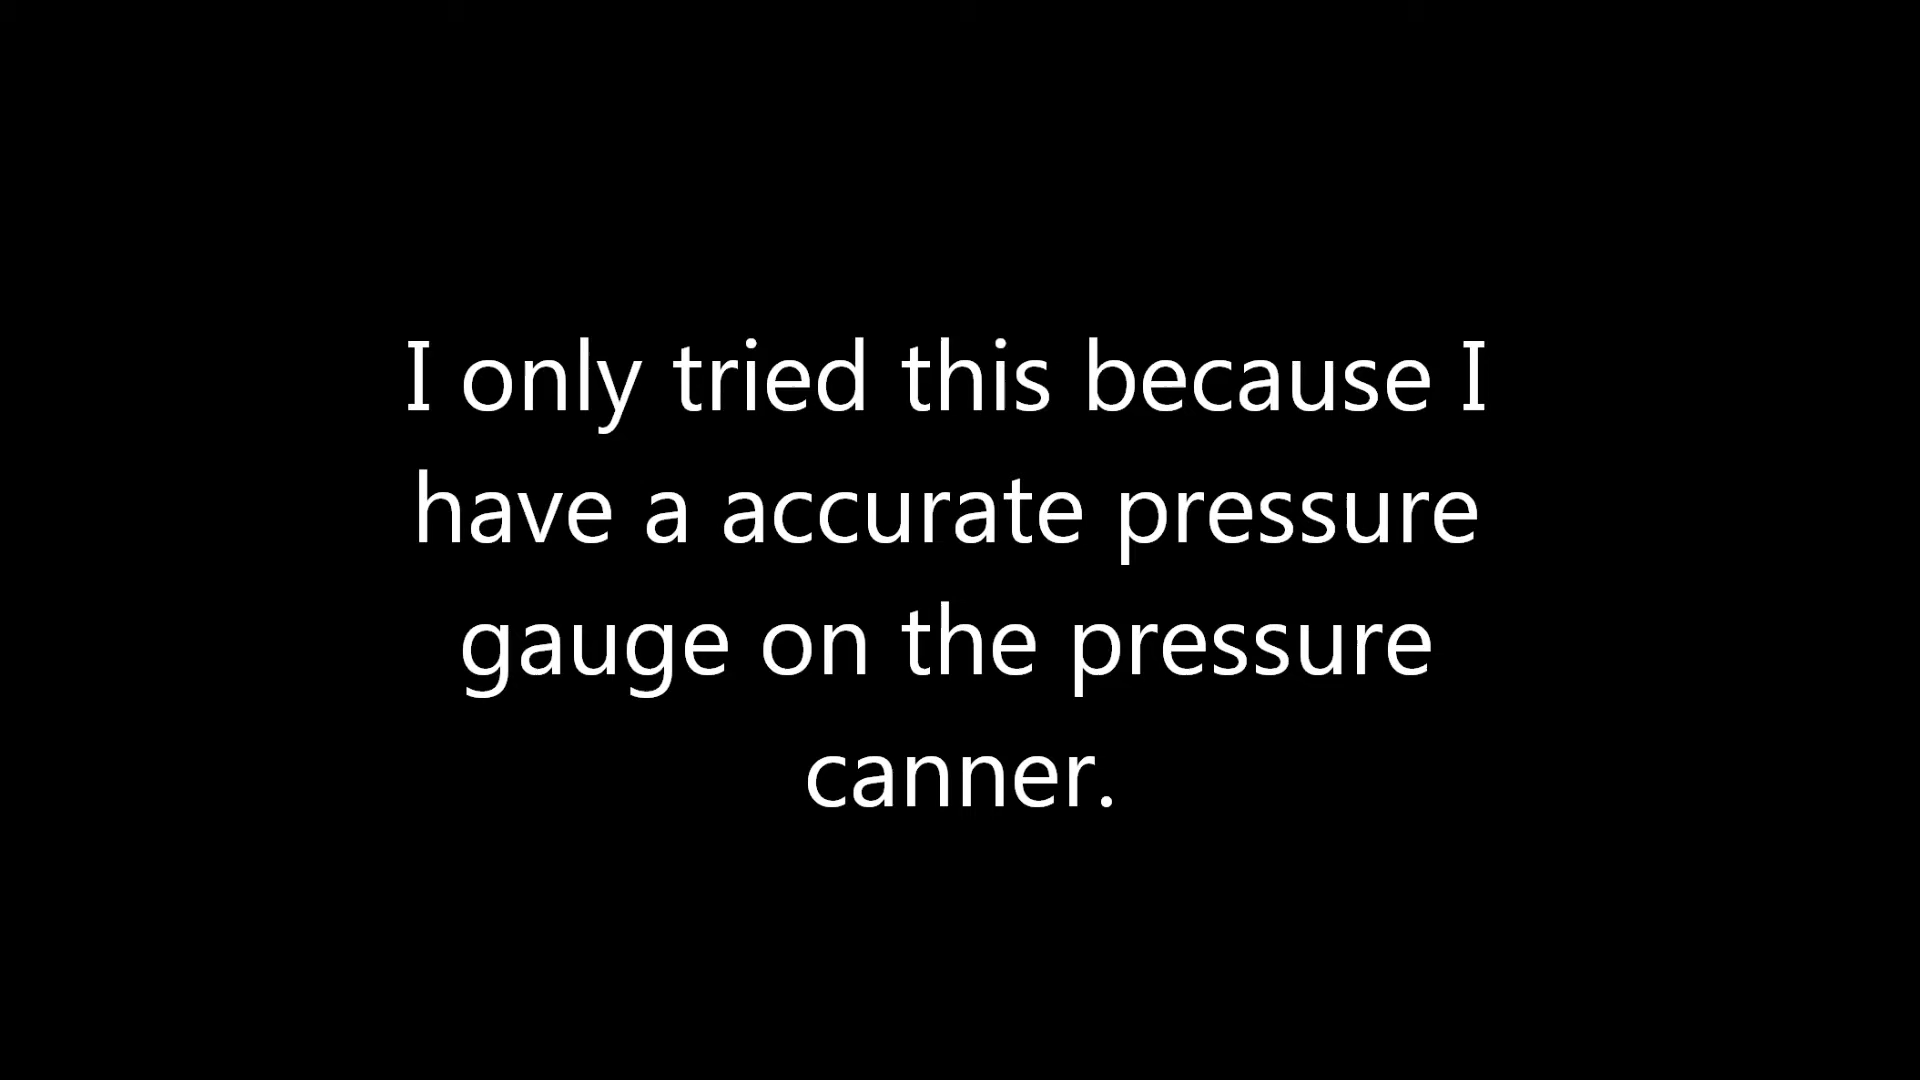 I only tried this because I
have a accurate pressure
gauge on the pressure
canner.